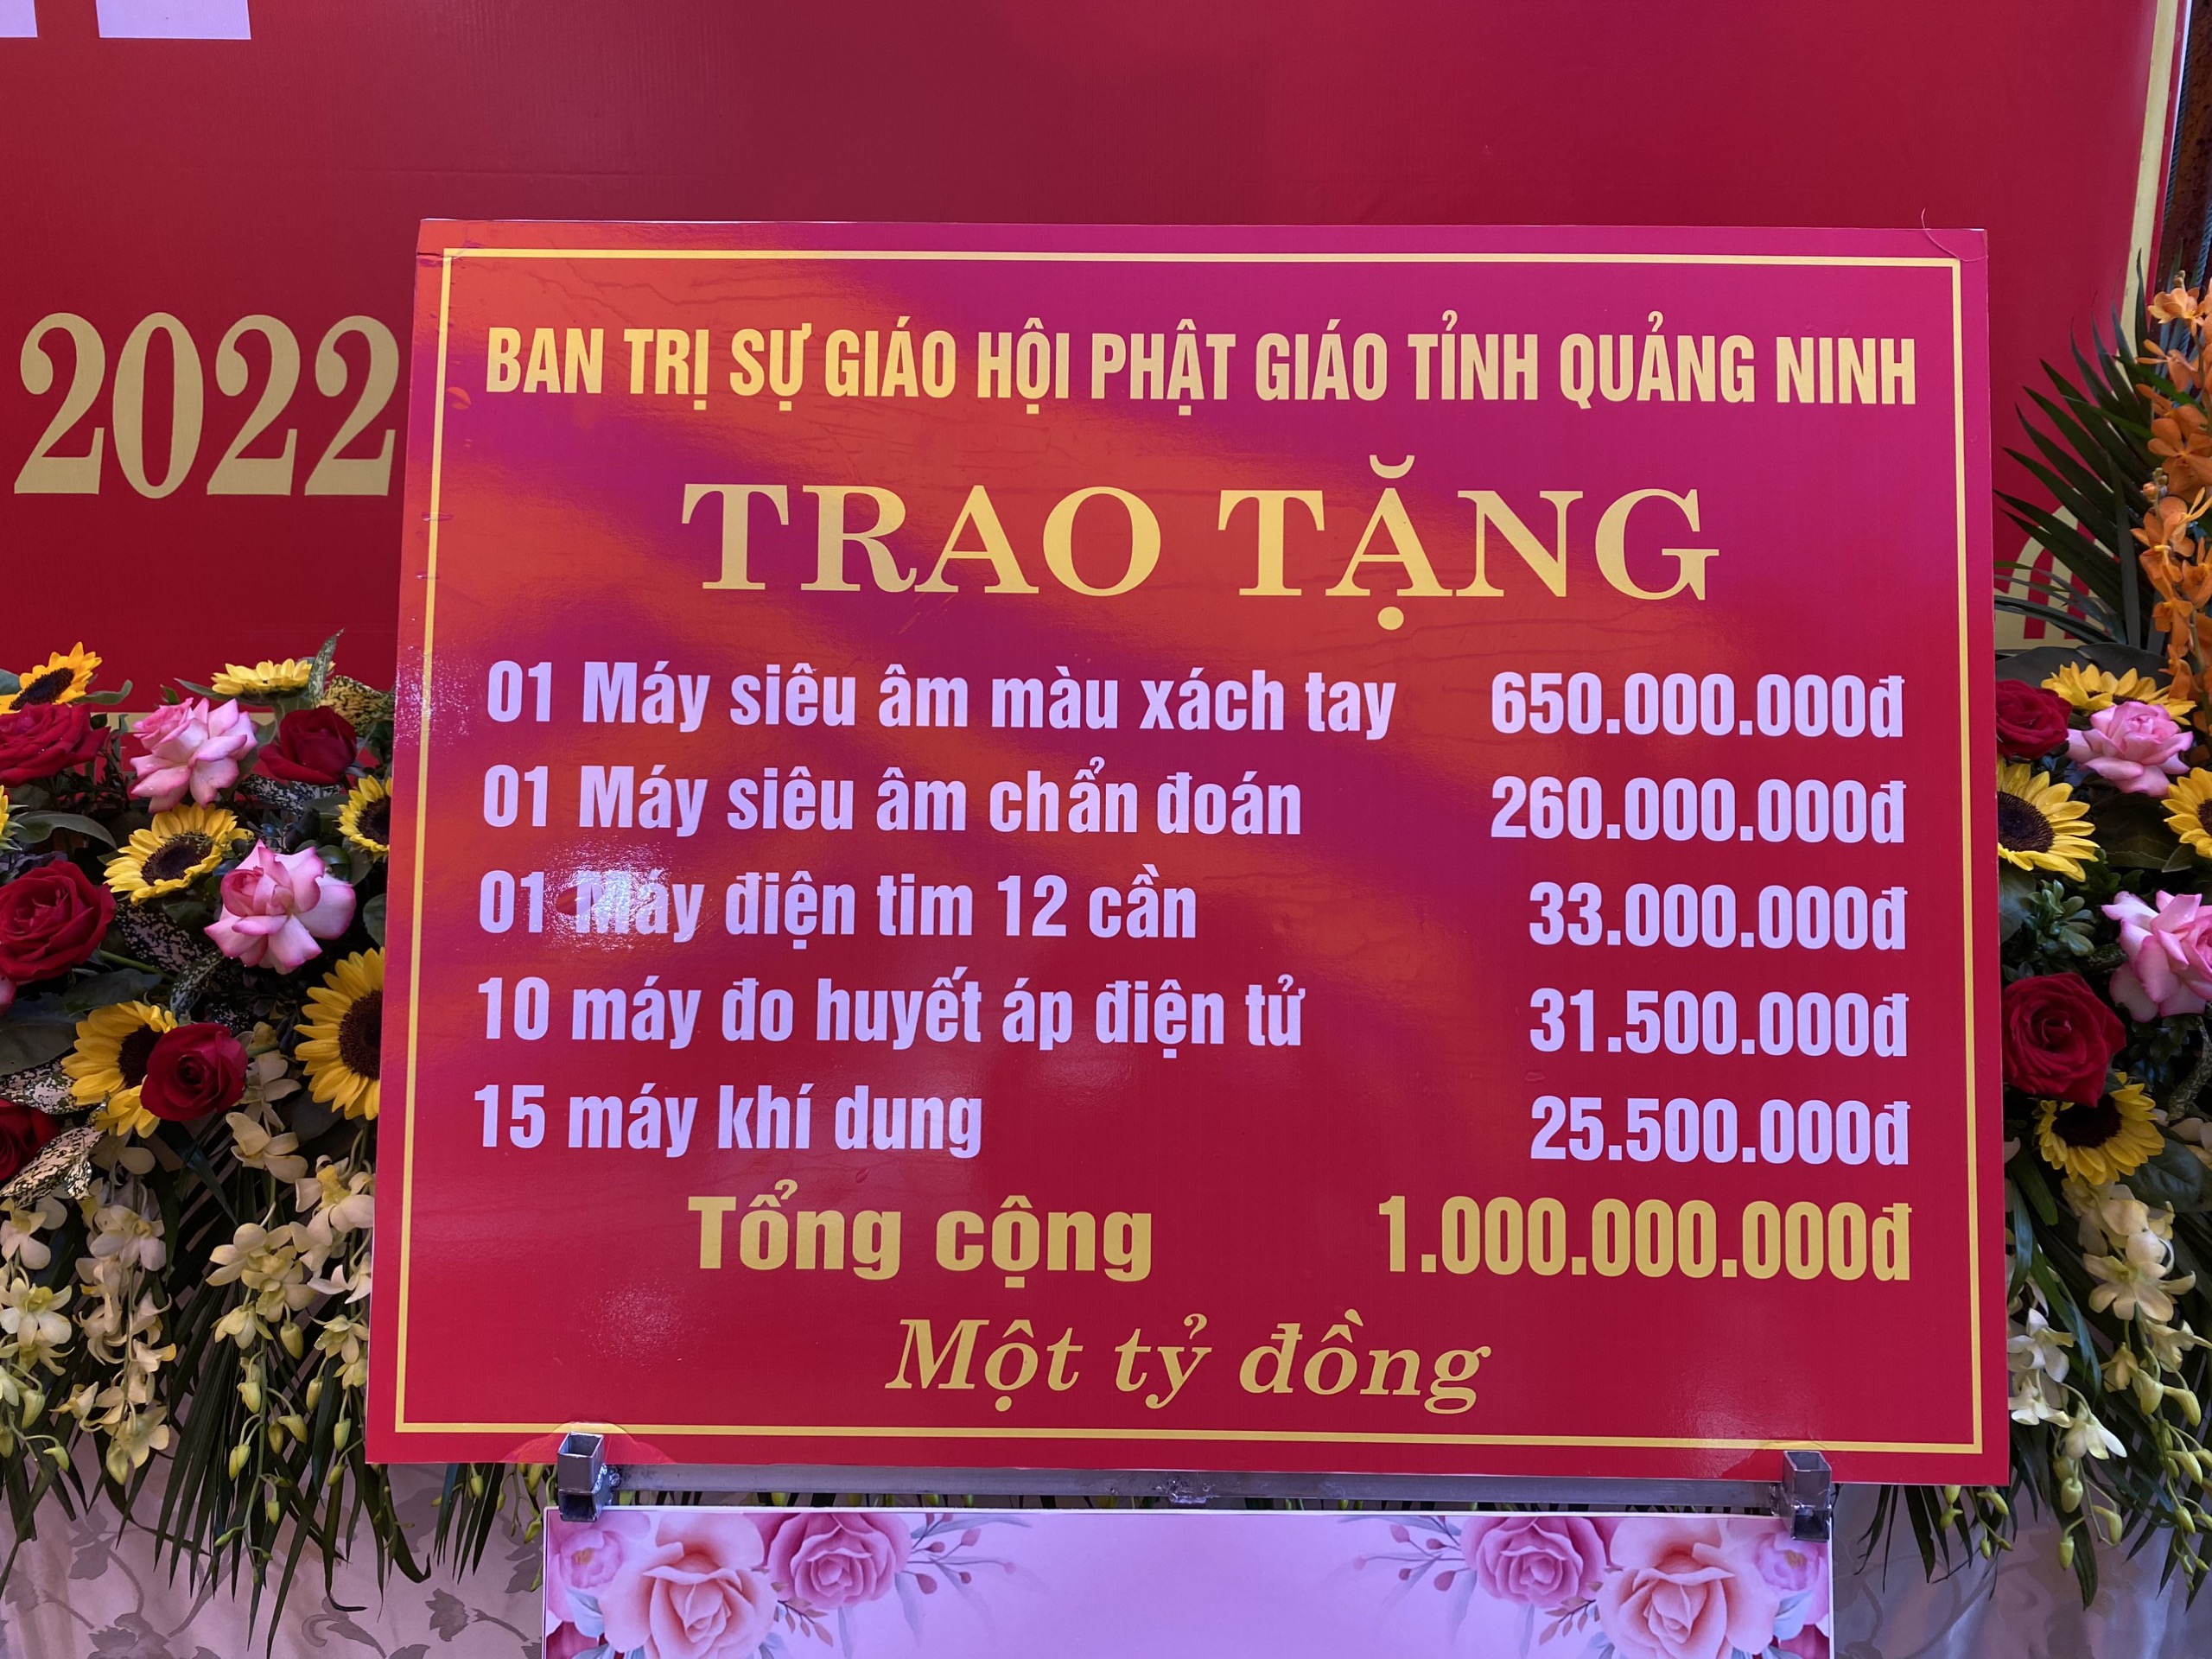 2022
BAN TRỊ SỰ GIÁO HỘI PHẬT GIÁO TỈNH QUẢNG NINH
TRAO TẶNG
01 Máy siêu âm màu xách tay 650.000.000đ
01 Máy siêu âm chẩn đoán 260.000.000đ
01 Máy điện tim 12 cần 33.000.000đ
10 máy đo huyết áp điện tử 31.500.000đ
15 máy khí dung 25.500.000đ
Tổng cộng 1.000.000.000đ
Một tỷ đồng